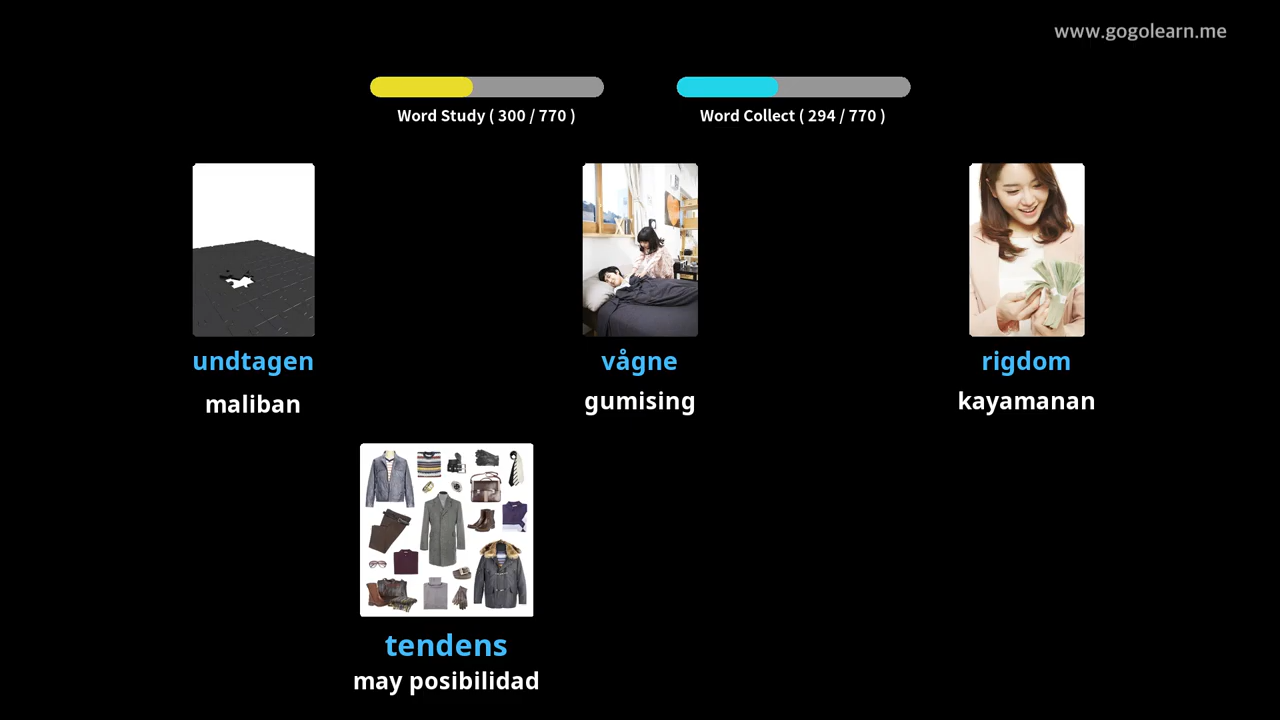 www.gogolearn.me
Word Study ( 300 / 770 )
Word Collect ( 294 / 770 )
undtagen
maliban
vågne
gumising
rigdom
kayamanan
tendens
may posibilidad